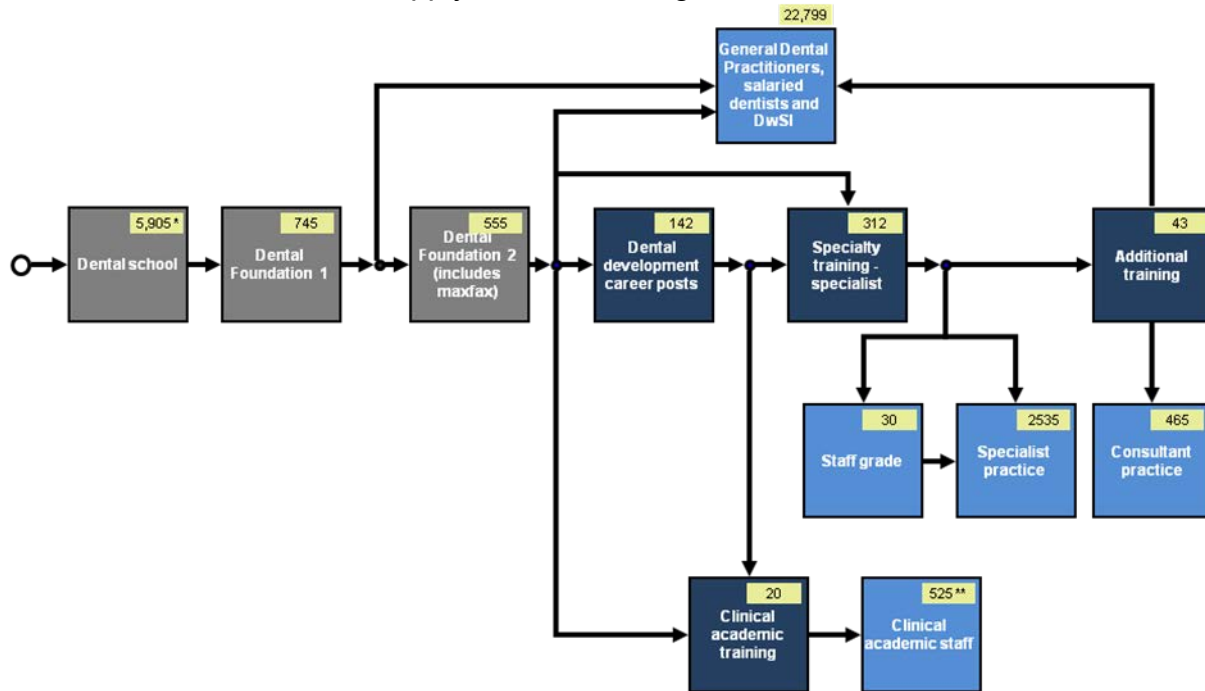 22,799
General Dental
Practitioners,
salaried
dentists and
DwSI
5,905 *
Dental school
745
Dental
Foundation 1
555
Dental
Foundation 2
(includes
maxfax)
142
Dental
development
career posts
312
Specialty
training -
specialist
43
Additional
training
30
Staff grade
2535
Specialist
practice
465
Consultant
practice
20
Clinical
academic
training
525 **
Clinical
academic staff